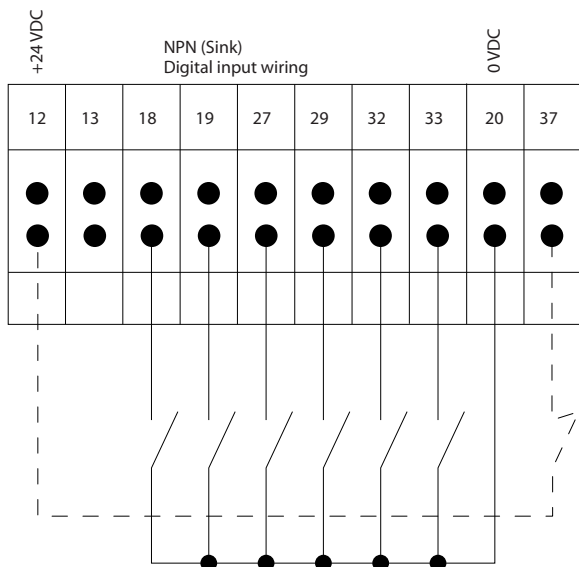 +24 VDC
NPN (Sink)
Digital input wiring
0 VDC
12 13 18 19 27 29 32 33 20 37